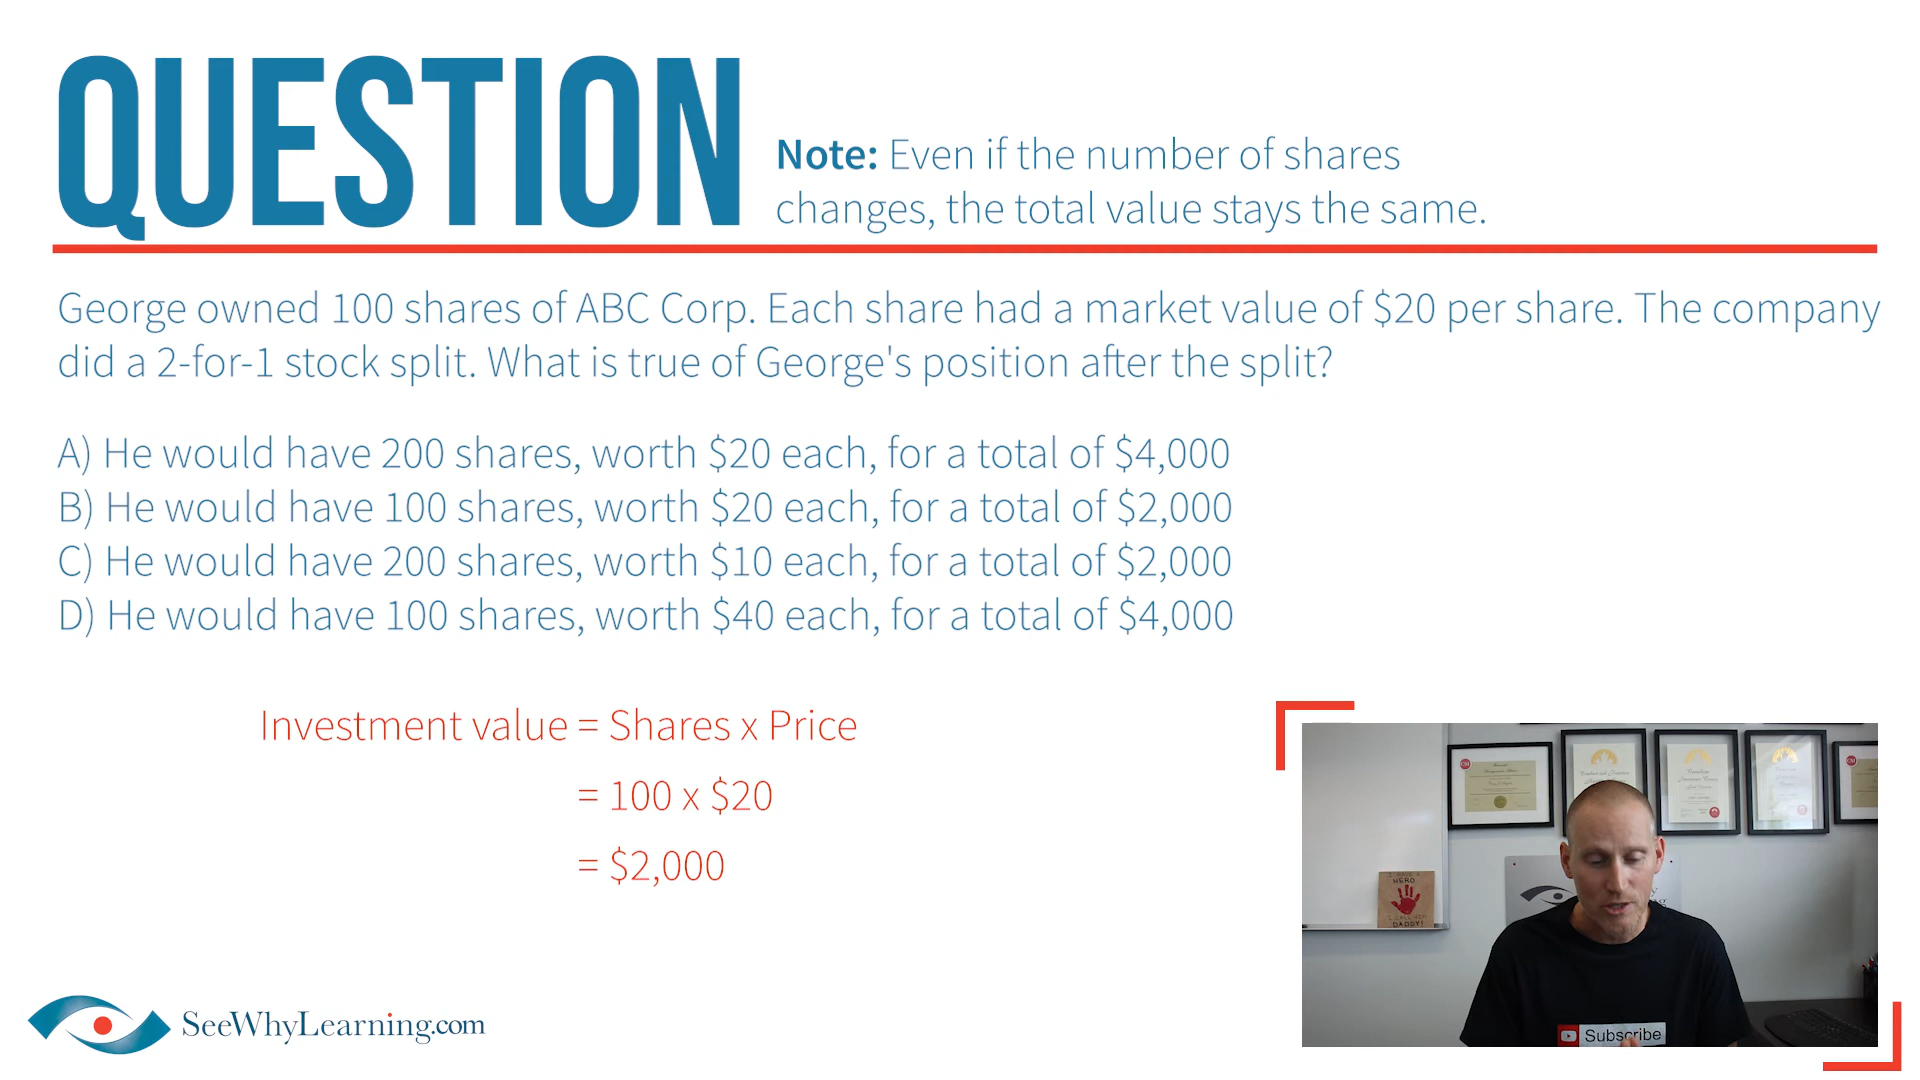 QUESTION
Note: Even if the number of shares
changes, the total value stays the same.
George owned 100 shares of ABC Corp. Each share had a market value of $20 per share. The company
did a 2-for-1 stock split. What is true of George's position after the split?
A) He would have 200 shares, worth $20 each, for a total of $4,000
B) He would have 100 shares, worth $20 each, for a total of $2,000
C) He would have 200 shares, worth $10 each, for a total of $2,000
D) He would have 100 shares, worth $40 each, for a total of $4,000
Investment value = Shares x Price
= 100 x $20
= $2,000
HERO
I CALL HIM
DADDY!
Subscribe
SeeWhyLearning.com